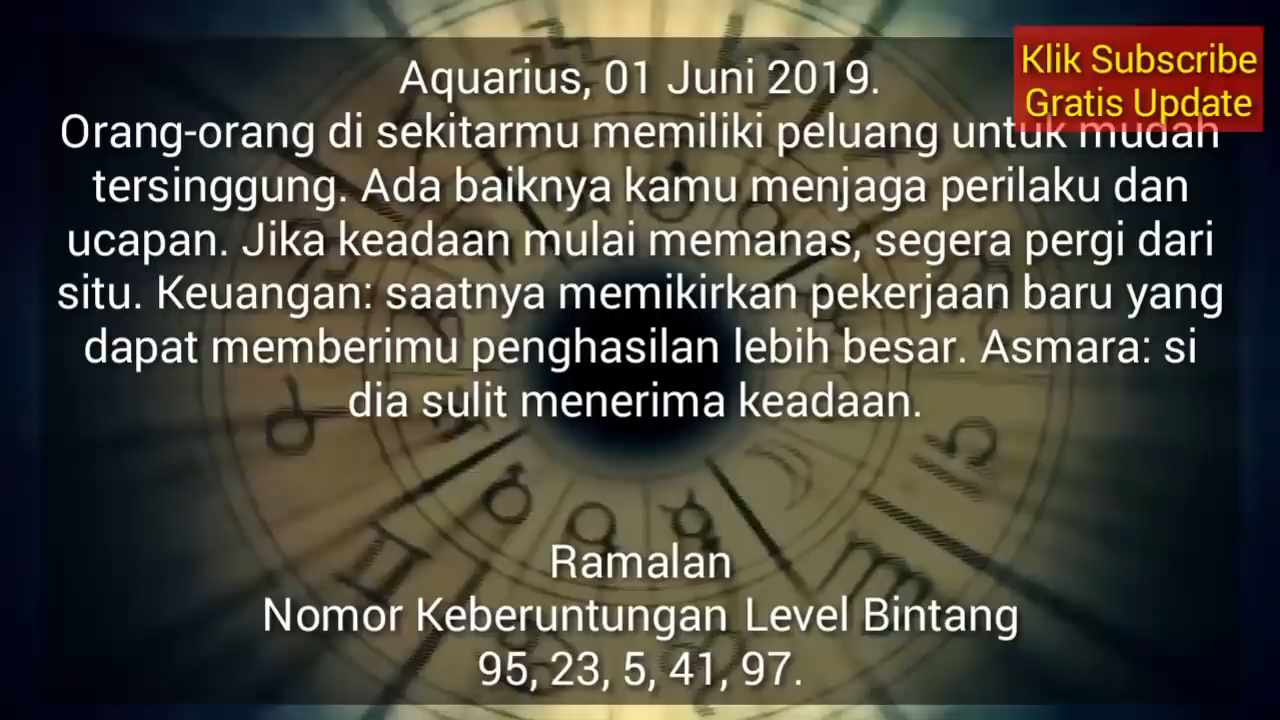 Klik Subscribe
Gratis Update
Aquarius, 01 Juni 2019.
Orang-orang di sekitarmu memiliki peluang untuk mudah
tersinggung. Ada baiknya kamu menjaga perilaku dan
ucapan. Jika keadaan mulai memanas, segera pergi dari
situ. Keuangan: saatnya memikirkan pekerjaan baru yang
dapat memberimu penghasilan lebih besar. Asmara: si
dia sulit menerima keadaan.
Ramalan
Nomor Keberuntungan Level Bintang
95, 23, 5, 41, 97.